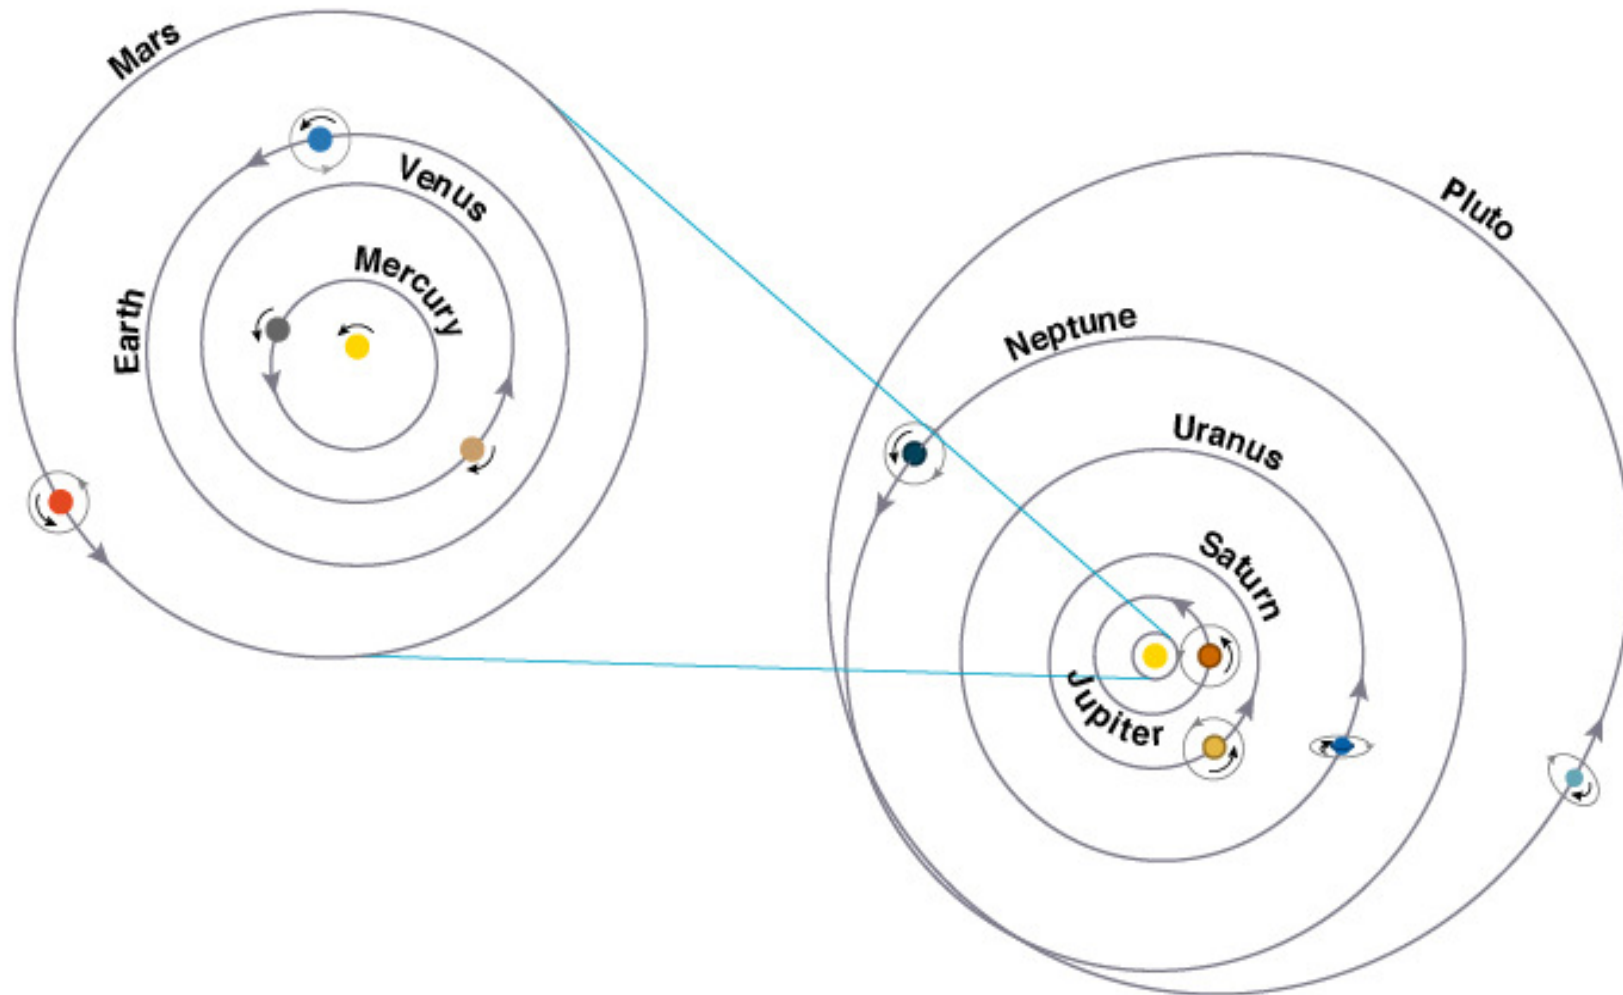 Mars
Venus
Mercury
Earth
Pluto
Neptune
Uranus
Saturn
Jupiter